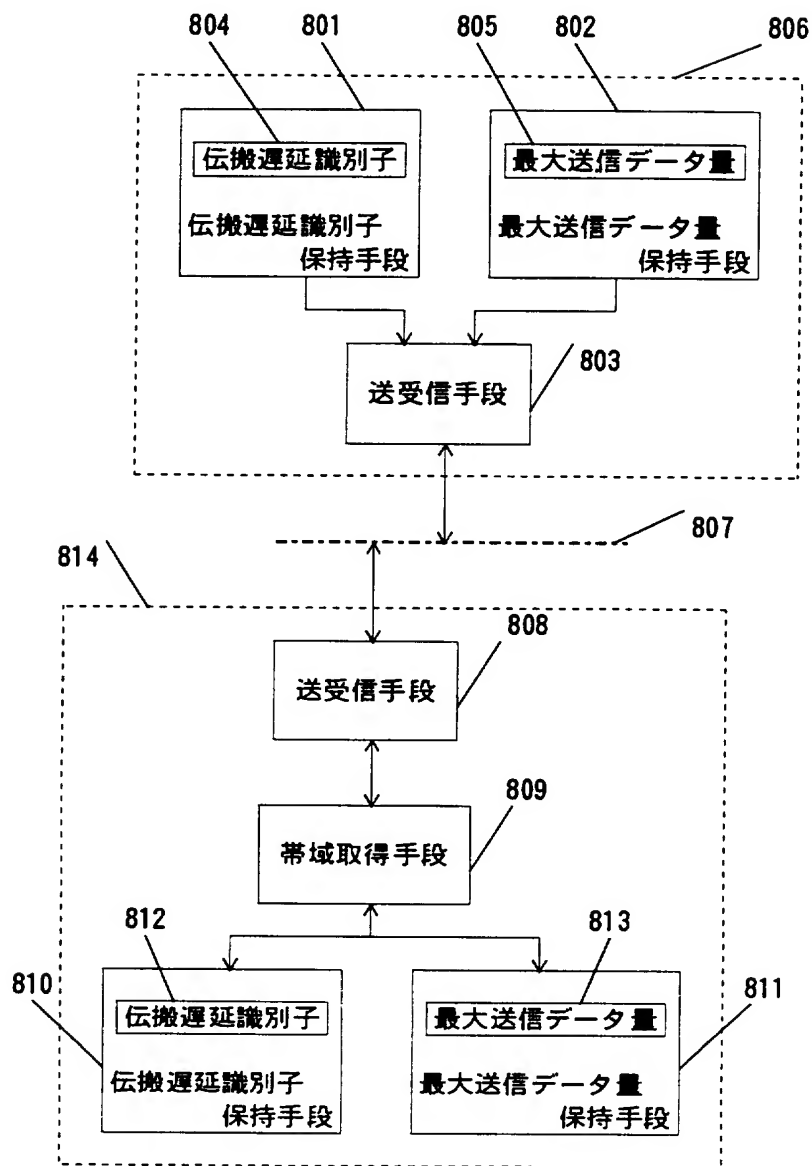 804
801
805
802
806
伝搬遅延識別子
伝搬遅延識別子
保持手段
最大送信データ量
最大送信データ量
保持手段
803
送受信手段
807
814
808
送受信手段
809
帯域取得手段
812
813
810
811
伝搬遅延識別子
伝搬遅延識別子
保持手段
最大送信データ量
最大送信データ量
保持手段